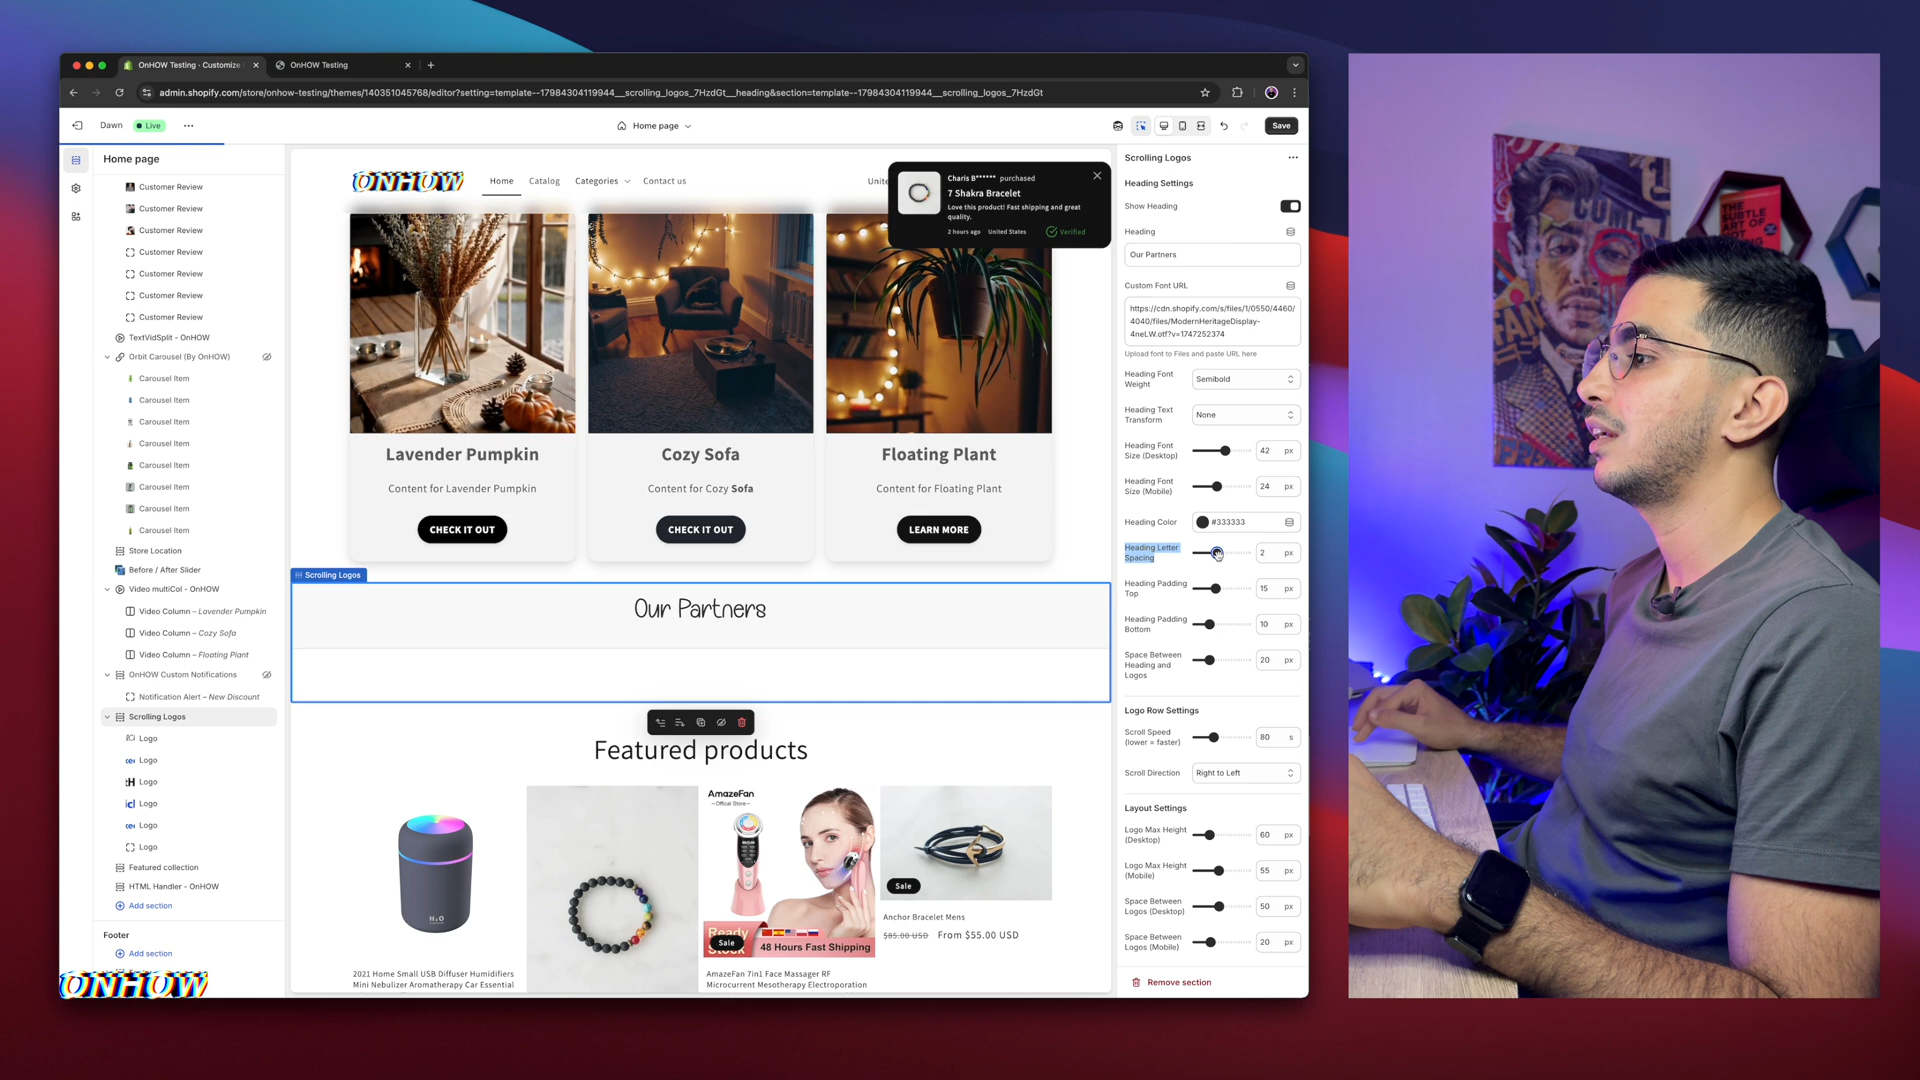 OnHOW Testing · Customize
OnHOW Testing
admin.shopify.com/store/onhow-testing/themes/140351045768/editor?setting=template--17984304119944__scrolling_logos_7HzdGt__heading&section=template--17984304119944__scrolling_logos_7HzdGt
Dawn
Live
Home page
Save
Home page
Customer Review
Customer Review
Customer Review
Customer Review
Customer Review
Customer Review
Customer Review
TextVidSplit - OnHOW
Orbit Carousel (By OnHOW)
Carousel Item
Carousel Item
Carousel Item
Carousel Item
Carousel Item
Carousel Item
Carousel Item
Carousel Item
Store Location
Before / After Slider
Video multiCol - OnHOW
Video Column – Lavender Pumpkin
Video Column – Cozy Sofa
Video Column – Floating Plant
OnHOW Custom Notifications
Notification Alert – New Discount
Scrolling Logos
Logo
Logo
Logo
Logo
Logo
Logo
Featured collection
HTML Handler - OnHOW
Add section
Footer
Add section
ONHOW
ONHOW
Home
Catalog
Categories
Contact us
Unite
Charis B****** purchased
7 Shakra Bracelet
Love this product! Fast shipping and great
quality.
2 hours ago
United States
Verified
Lavender Pumpkin
Content for Lavender Pumpkin
CHECK IT OUT
Cozy Sofa
Content for Cozy Sofa
CHECK IT OUT
Floating Plant
Content for Floating Plant
LEARN MORE
Scrolling Logos
Our Partners
Featured products
H₂O
2021 Home Small USB Diffuser Humidifiers
Mini Nebulizer Aromatherapy Car Essential
AmazeFan
—Offical Store—
Ready
Stock
Sale
48 Hours Fast Shipping
AmazeFan 7in1 Face Massager RF
Microcurrent Mesotherapy Electroporation
Sale
Anchor Bracelet Mens
$85.00 USD
From $55.00 USD
Scrolling Logos
Heading Settings
Show Heading
Heading
Our Partners
Custom Font URL
https://cdn.shopify.com/s/files/1/0550/4460/
4040/files/ModernHeritageDisplay-
4neLW.otf?v=1747252374
Upload font to Files and paste URL here
Heading Font
Weight
Semibold
Heading Text
Transform
None
Heading Font
Size (Desktop)
42 px
Heading Font
Size (Mobile)
24 px
Heading Color
#333333
Heading Letter
Spacing
2 px
Heading Padding
Top
15 px
Heading Padding
Bottom
10 px
Space Between
Heading and
Logos
20 px
Logo Row Settings
Scroll Speed
(lower = faster)
80 s
Scroll Direction
Right to Left
Layout Settings
Logo Max Height
(Desktop)
60 px
Logo Max Height
(Mobile)
55 px
Space Between
Logos (Desktop)
50 px
Space Between
Logos (Mobile)
20 px
Remove section
THE
SUBTLE
ART OF